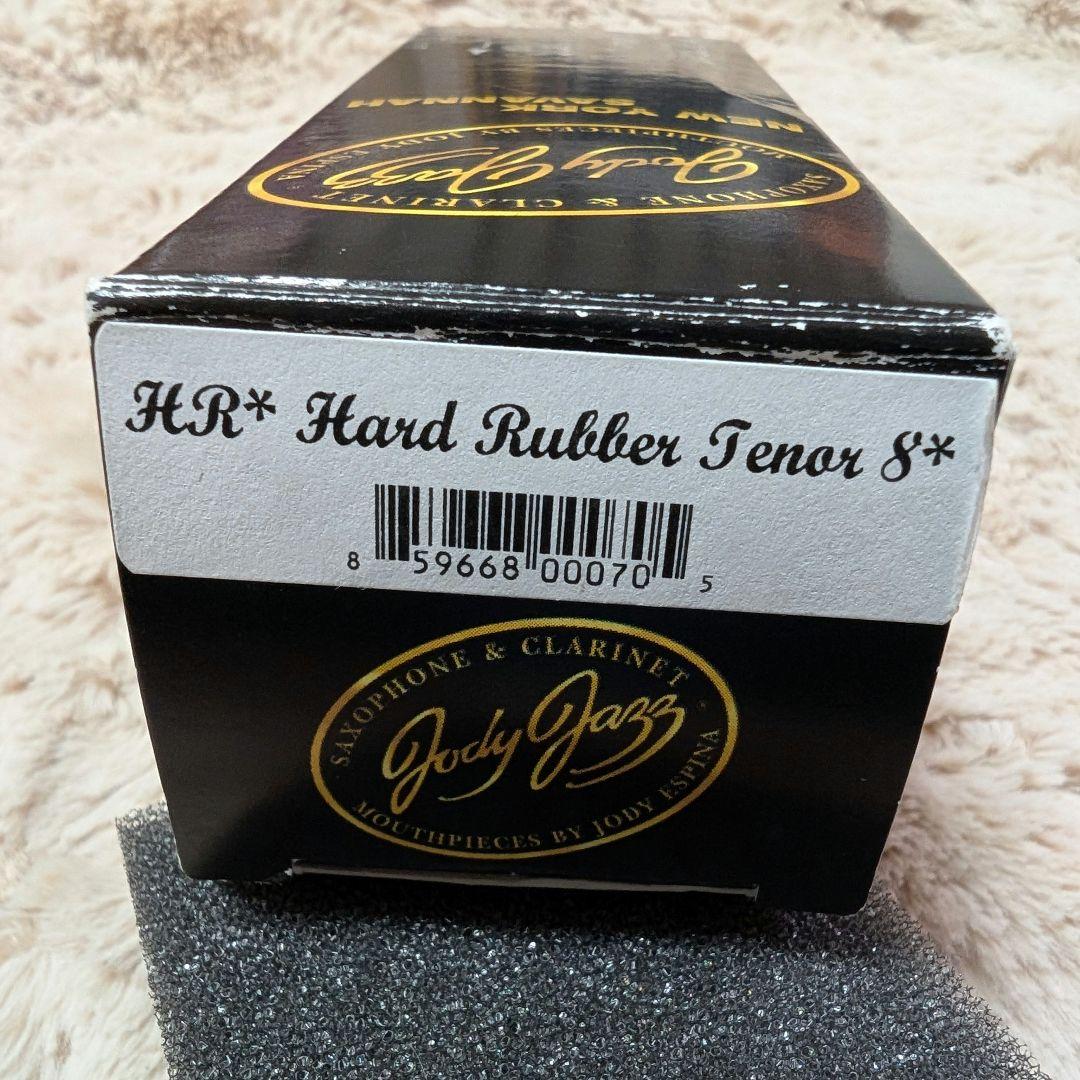 NEW YORK
SAVANNAH
SAXOPHONE & CLARINET
Jody Jazz
MOUTHPIECES BY JODY ESPINA
HR* Hard Rubber Tenor 8*
8 59668 00070 5
SAXOPHONE & CLARINET
Jody Jazz
MOUTHPIECES BY JODY ESPINA